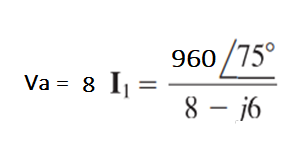 Va = 8 I₁ = 960 /75°
8 − j6